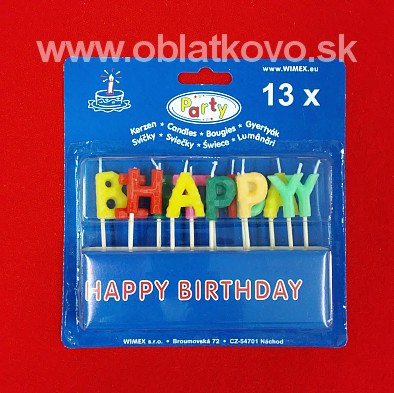 www.oblatkovo.sk
www.WIMEX.eu
Party
13 x
Kerzen * Candles * Bougies * Gyertyák
Svíčky * Sviečky * Świece * Lumânări
HAPPY
HAPPY BIRTHDAY
WIMEX s.r.o. • Broumovská 72 • CZ-54701 Náchod